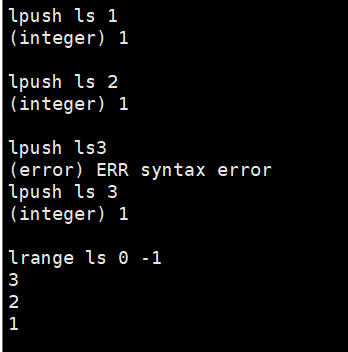 lpush ls 1
(integer) 1
lpush ls 2
(integer) 1
lpush ls3
(error) ERR syntax error
lpush ls 3
(integer) 1
lrange ls 0 -1
3
2
1